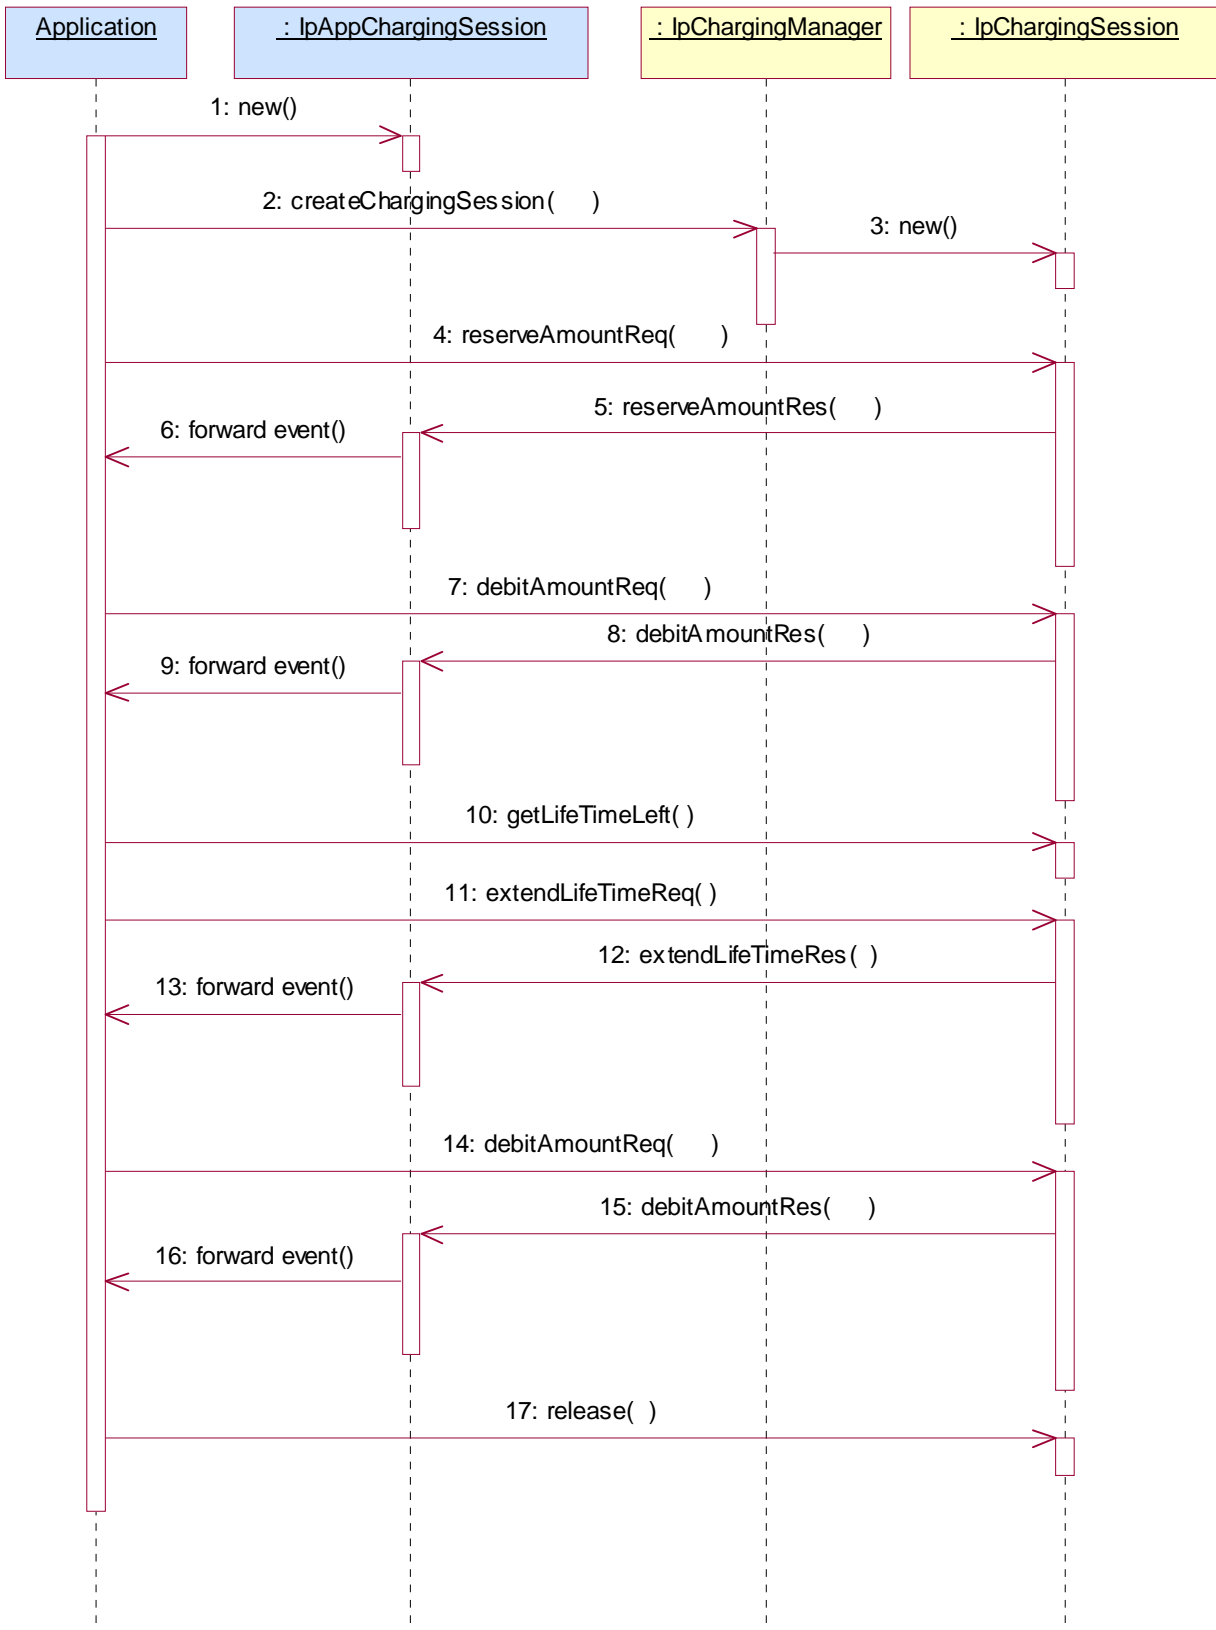 Application
: IpAppChargingSession
: IpChargingManager
: IpChargingSession
1: new()
2: createChargingSession( )
3: new()
4: reserveAmountReq( )
5: reserveAmountRes( )
6: forward event()
7: debitAmountReq( )
8: debitAmountRes( )
9: forward event()
10: getLifeTimeLeft( )
11: extendLifeTimeReq( )
12: extendLifeTimeRes( )
13: forward event()
14: debitAmountReq( )
15: debitAmountRes( )
16: forward event()
17: release( )